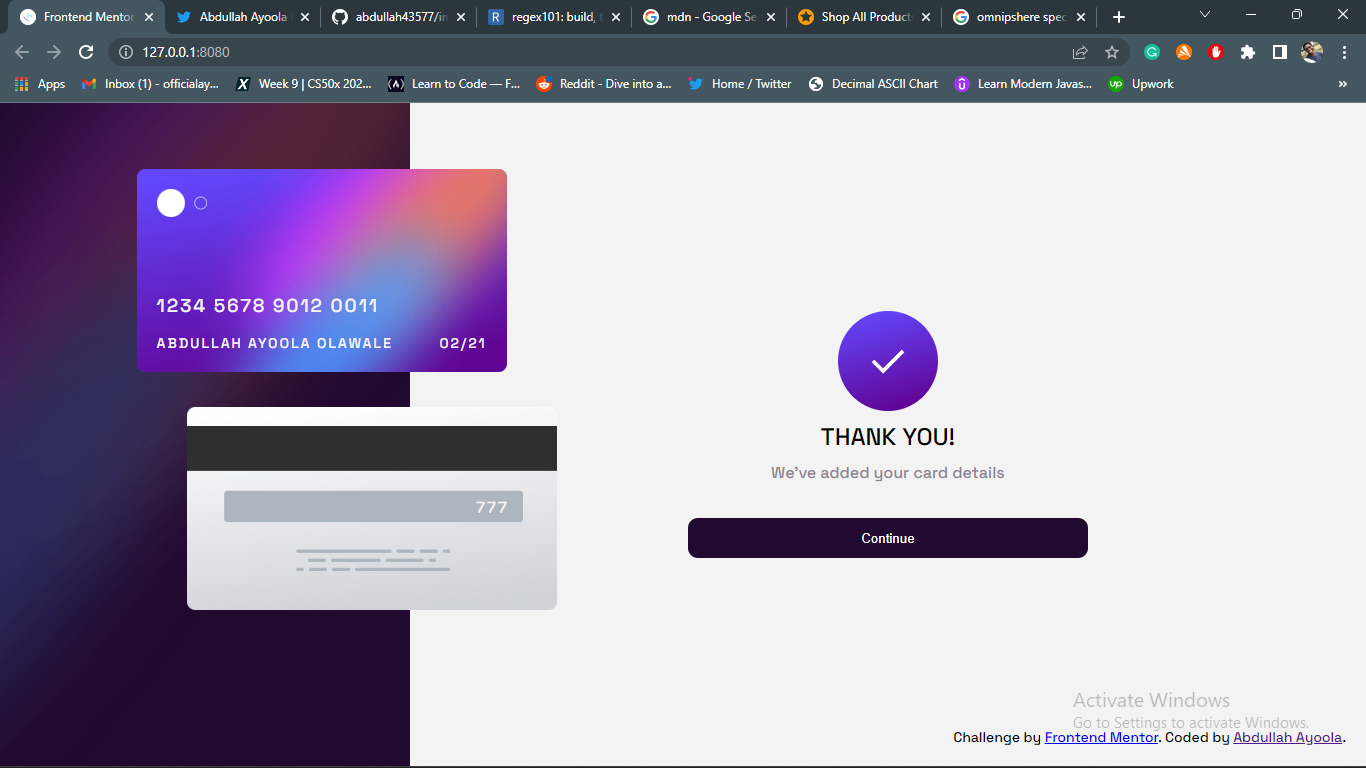 Frontend Mentor
Abdullah Ayoola
abdullah43577/in
regex101: build,
mdn - Google Se
Shop All Product
omnipshere spec
127.0.0.1:8080
Apps
Inbox (1) - officialay...
Week 9 | CS50x 202...
Learn to Code — F...
Reddit - Dive into a...
Home / Twitter
Decimal ASCII Chart
Learn Modern Javas...
Upwork
1234 5678 9012 0011
ABDULLAH AYOOLA OLAWALE 02/21
777
THANK YOU!
We've added your card details
Continue
Activate Windows
Go to Settings to activate Windows.
Challenge by Frontend Mentor. Coded by Abdullah Ayoola.